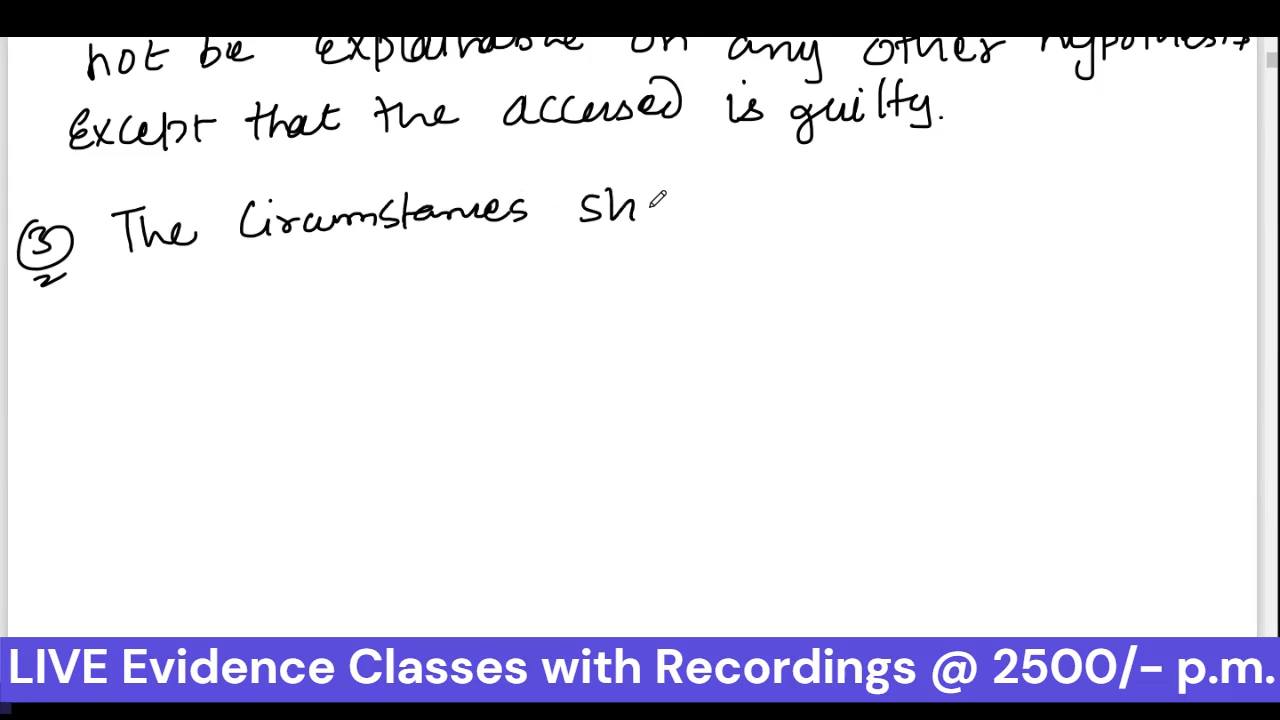 not be explainable on any other hypothesis
Except that the accused is guilty.
③ The Circumstances sh
LIVE Evidence Classes with Recordings @ 2500/- p.m.